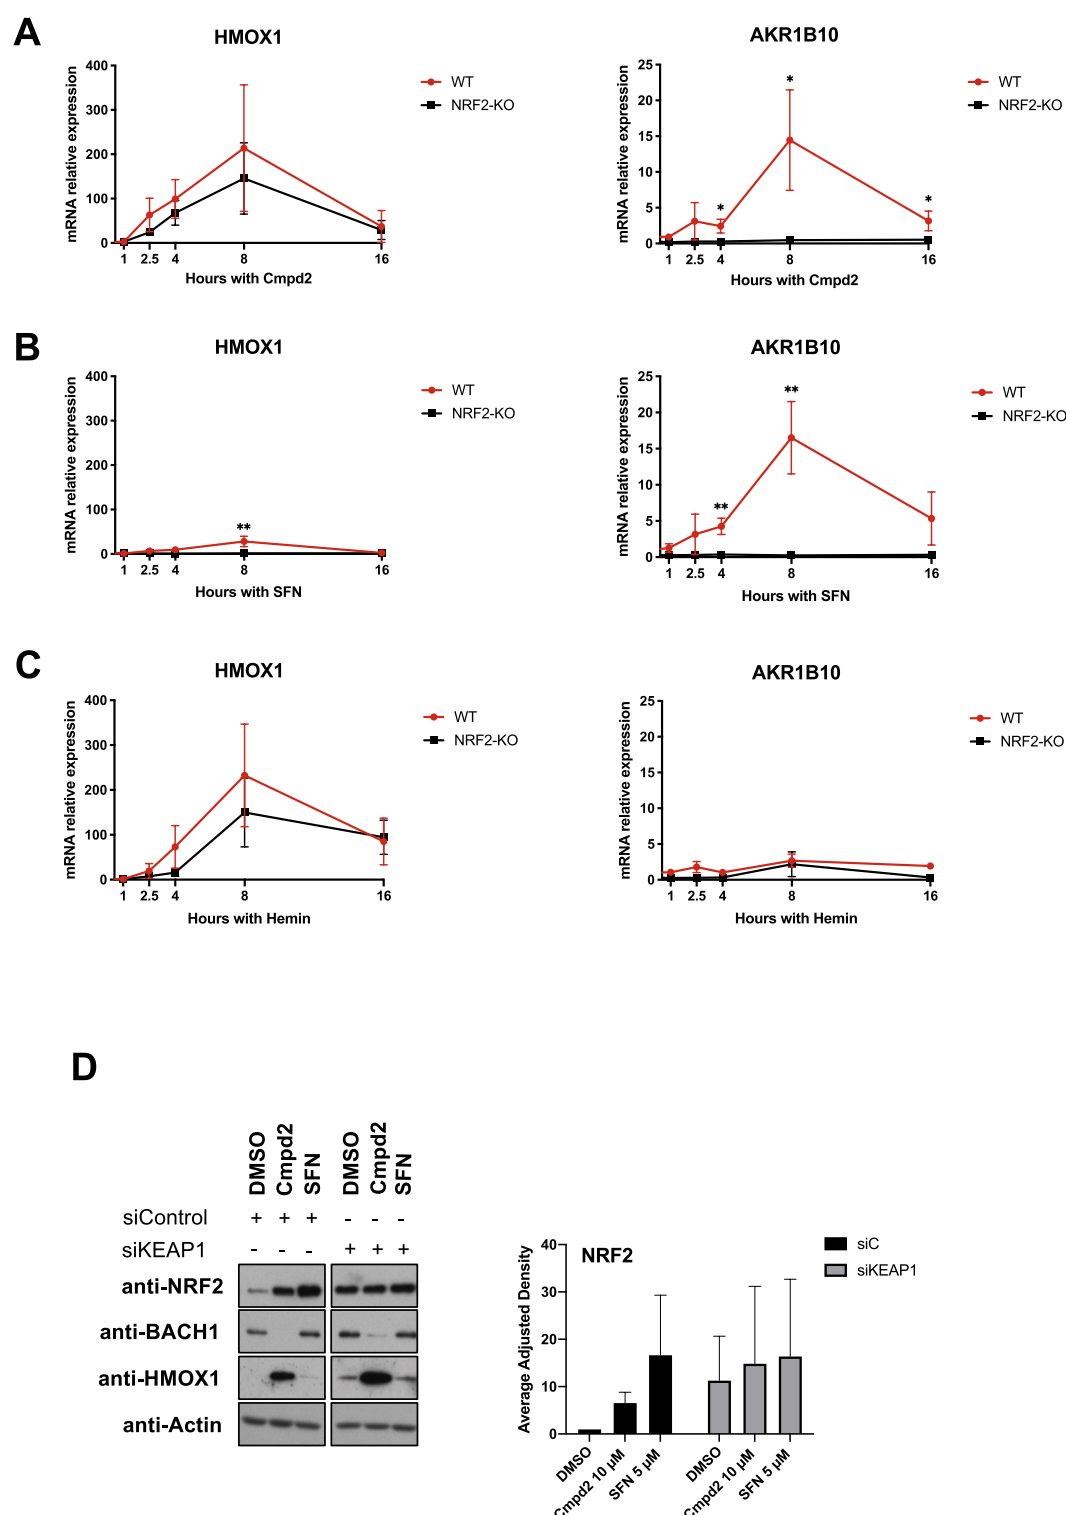 A
HMOX1
mRNA relative expression
400
300
200
100
0
1 2.5 4 8 16
Hours with Cmpd2
WT
NRF2-KO
AKR1B10
mRNA relative expression
25
20
15
10
5
0
* * *
1 2.5 4 8 16
Hours with Cmpd2
WT
NRF2-KO
B
HMOX1
mRNA relative expression
400
300
200
100
0
**
1 2.5 4 8 16
Hours with SFN
WT
NRF2-KO
AKR1B10
mRNA relative expression
25
20
15
10
5
0
** **
1 2.5 4 8 16
Hours with SFN
WT
NRF2-KO
C
HMOX1
mRNA relative expression
400
300
200
100
0
1 2.5 4 8 16
Hours with Hemin
WT
NRF2-KO
AKR1B10
mRNA relative expression
25
20
15
10
5
0
1 2.5 4 8 16
Hours with Hemin
WT
NRF2-KO
D
DMSO Cmpd2 SFN DMSO Cmpd2 SFN
siControl + + + - - -
siKEAP1 - - - + + +
anti-NRF2
anti-BACH1
anti-HMOX1
anti-Actin
NRF2
Average Adjusted Density
40
30
20
10
0
DMSO
Cmpd2 10 µM
SFN 5 µM
DMSO
Cmpd2 10 µM
SFN 5 µM
siC
siKEAP1